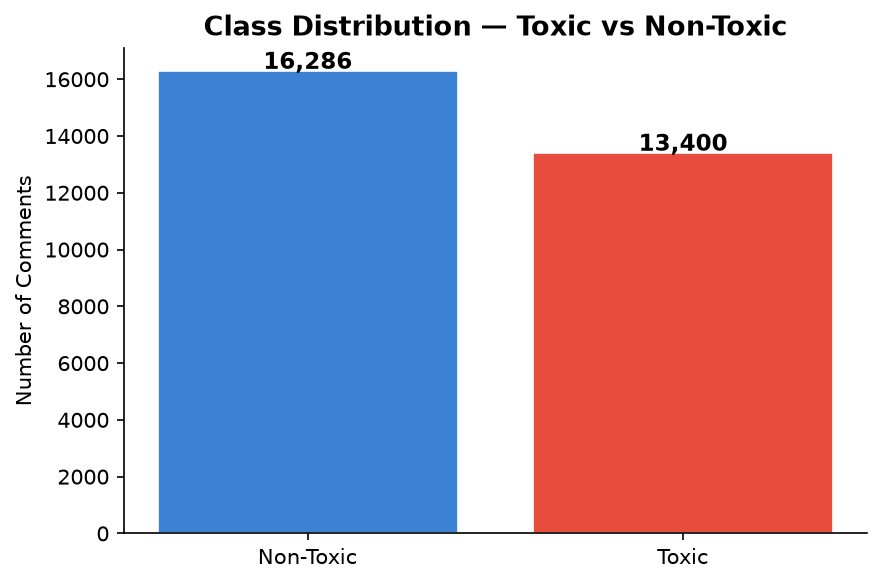 Class Distribution — Toxic vs Non-Toxic
16,286
13,400
Number of Comments
16000
14000
12000
10000
8000
6000
4000
2000
0
Non-Toxic
Toxic